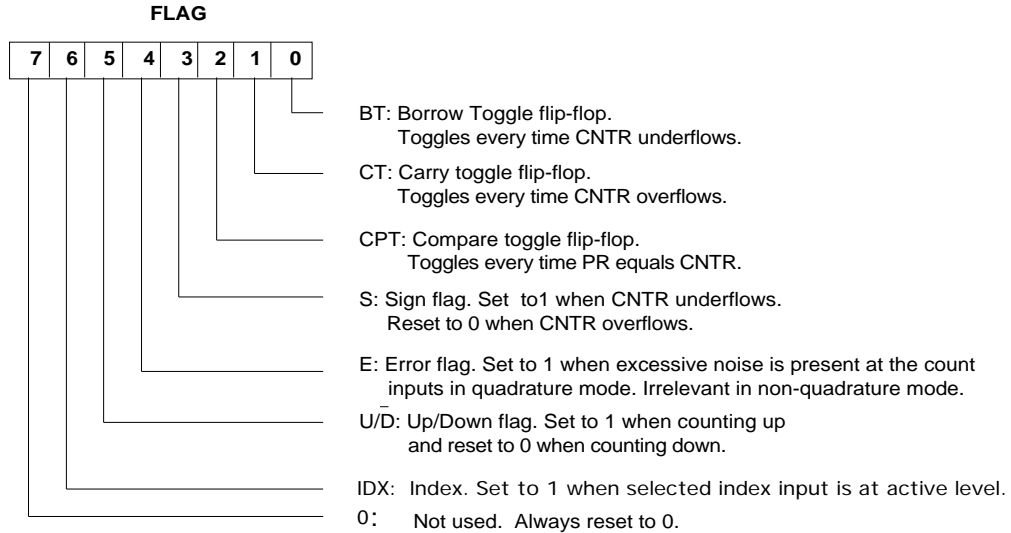 FLAG
7 6 5 4 3 2 1 0
BT: Borrow Toggle flip-flop.
Toggles every time CNTR underflows.
CT: Carry toggle flip-flop.
Toggles every time CNTR overflows.
CPT: Compare toggle flip-flop.
Toggles every time PR equals CNTR.
S: Sign flag. Set to1 when CNTR underflows.
Reset to 0 when CNTR overflows.
E: Error flag. Set to 1 when excessive noise is present at the count
inputs in quadrature mode. Irrelevant in non-quadrature mode.
U/D̅: Up/Down flag. Set to 1 when counting up
and reset to 0 when counting down.
IDX: Index. Set to 1 when selected index input is at active level.
0: Not used. Always reset to 0.